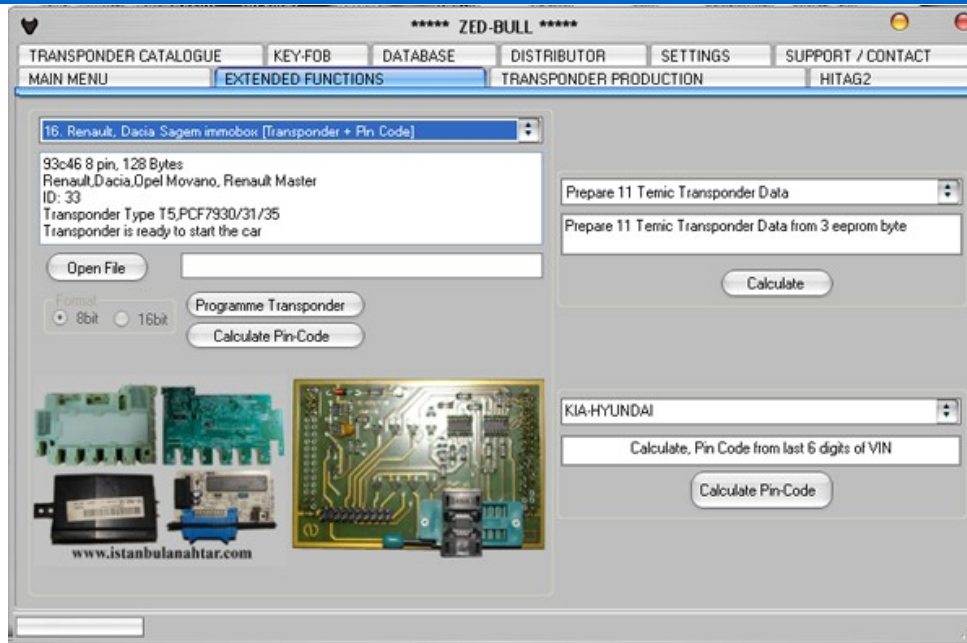 ***** ZED-BULL *****
TRANSPONDER CATALOGUE
KEY-FOB
DATABASE
DISTRIBUTOR
SETTINGS
SUPPORT / CONTACT
MAIN MENU
EXTENDED FUNCTIONS
TRANSPONDER PRODUCTION
HITAG2
16. Renault, Dacia Sagem immobox [Transponder + Pin Code]
93c46 8 pin, 128 Bytes
Renault,Dacia,Opel Movano, Renault Master
ID: 33
Transponder Type T5,PCF7930/31/35
Transponder is ready to start the car
Open File
Format
8bit
16bit
Programme Transponder
Calculate Pin-Code
www.istanbulanahtar.com
Prepare 11 Temic Transponder Data
Prepare 11 Temic Transponder Data from 3 eeprom byte
Calculate
KIA-HYUNDAI
Calculate, Pin Code from last 6 digits of VIN
Calculate Pin-Code